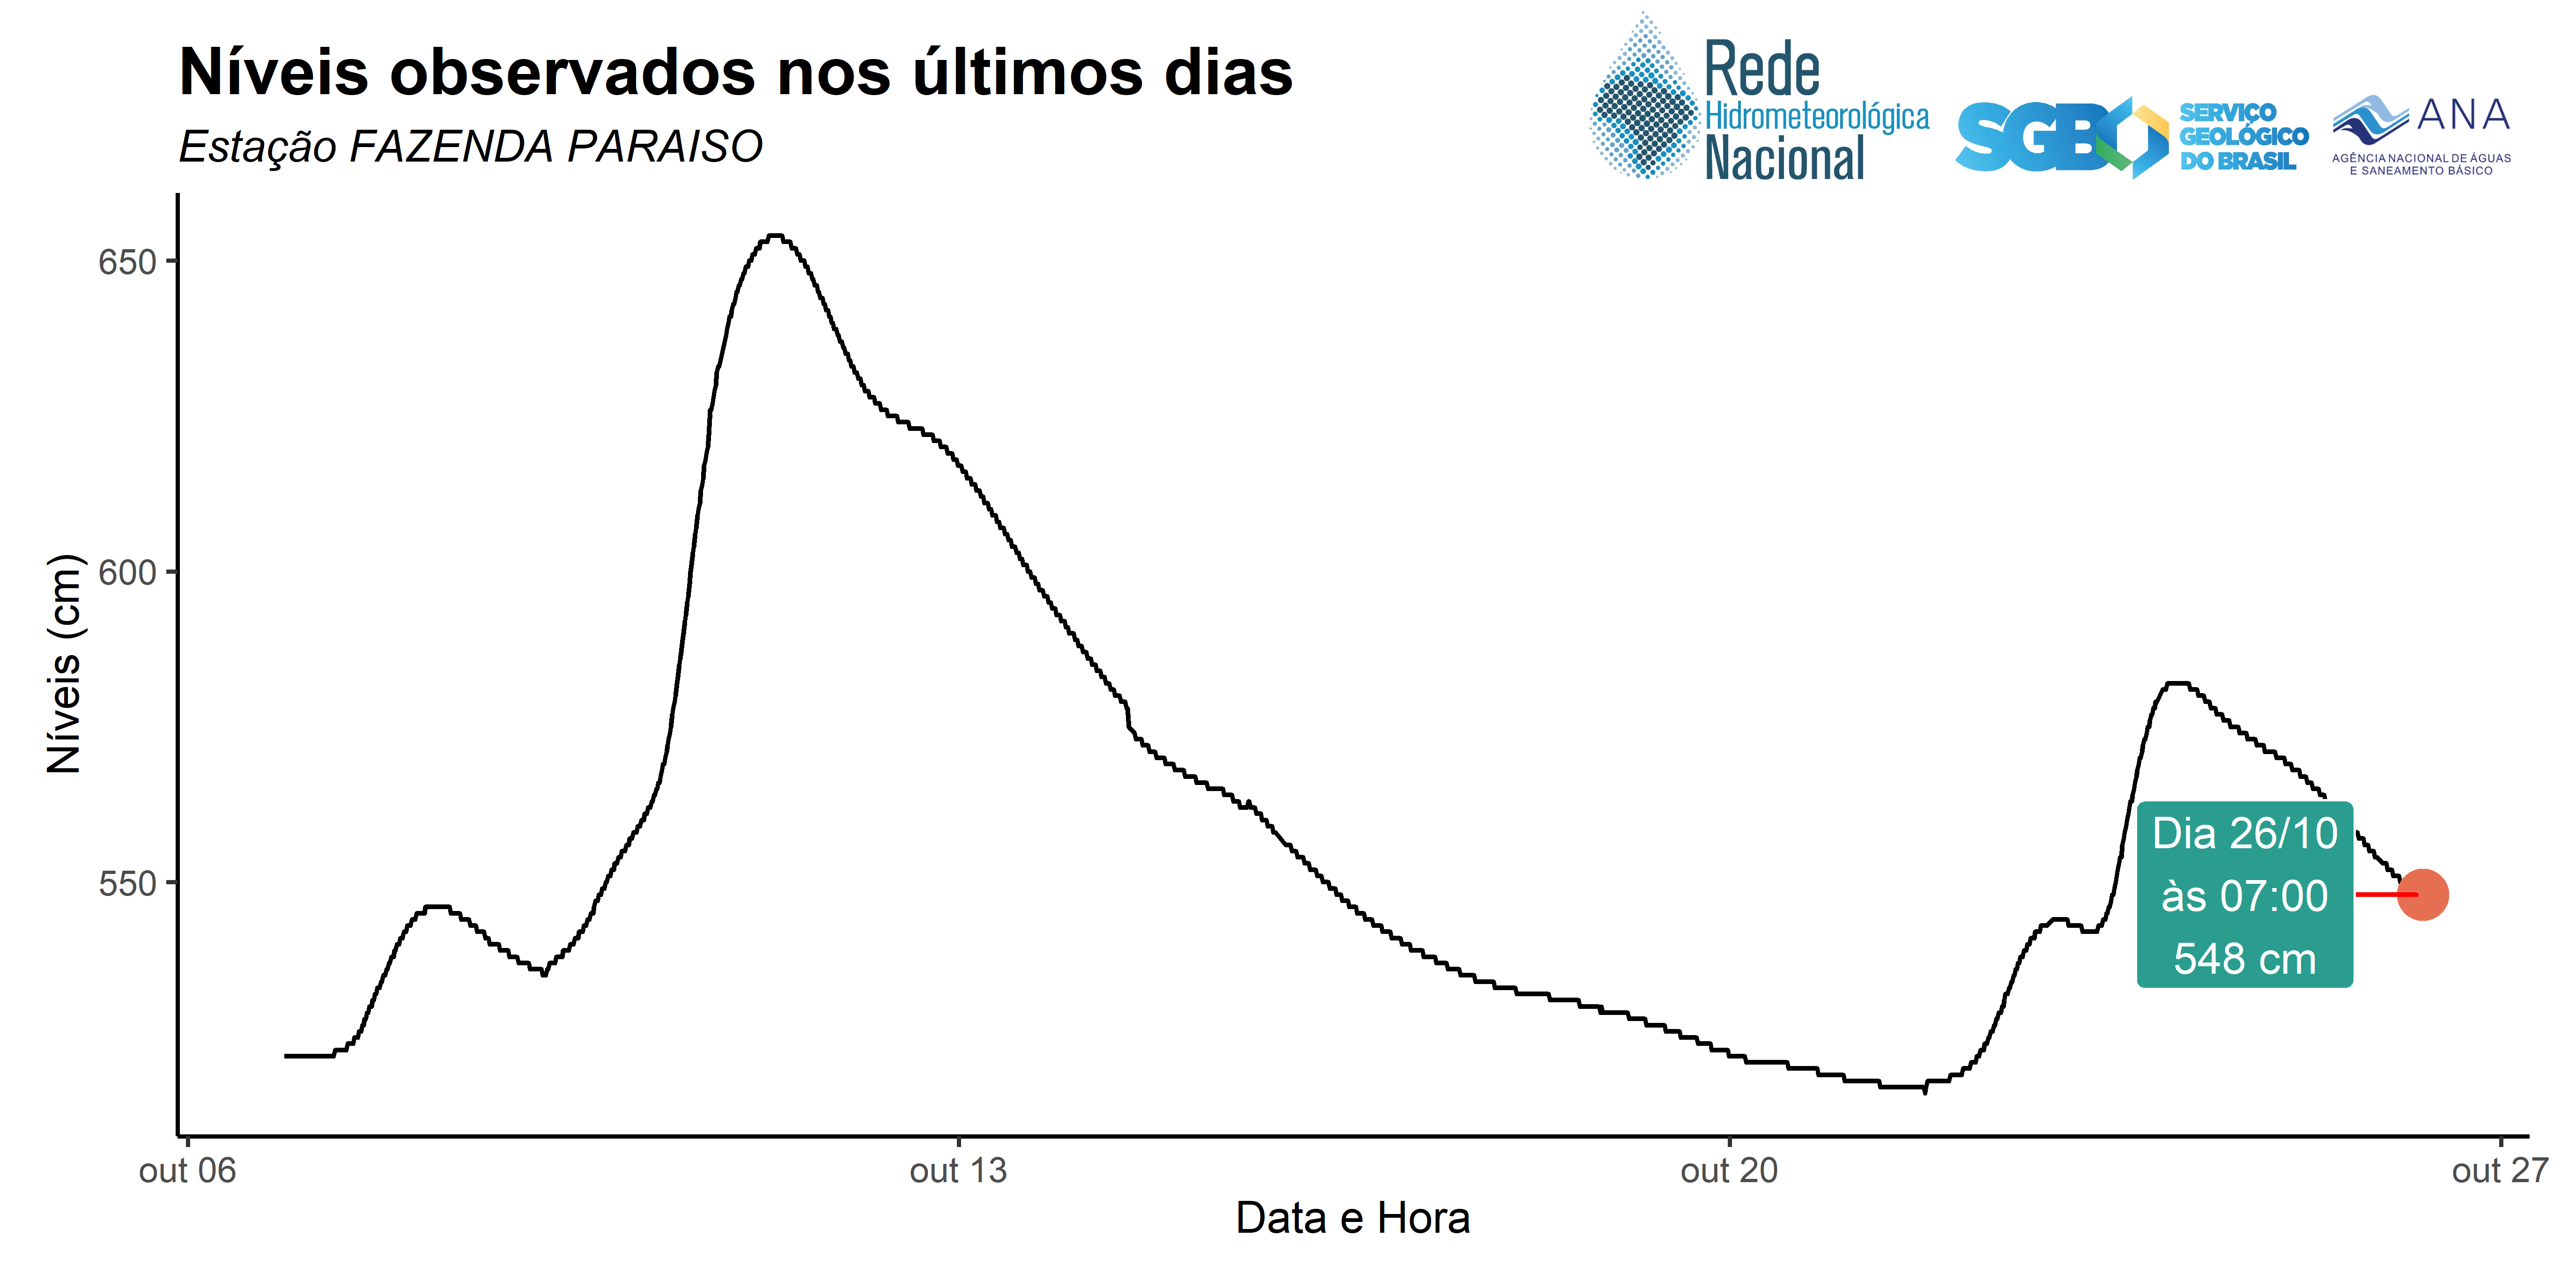 Níveis observados nos últimos dias
Estação FAZENDA PARAISO
Rede
Hidrometeorológica
Nacional
SGB
SERVIÇO
GEOLÓGICO
DO BRASIL
ANA
AGÊNCIA NACIONAL DE ÁGUAS
E SANEAMENTO BÁSICO
Níveis (cm)
650
600
550
Dia 26/10
às 07:00
548 cm
out 06
out 13
out 20
out 27
Data e Hora